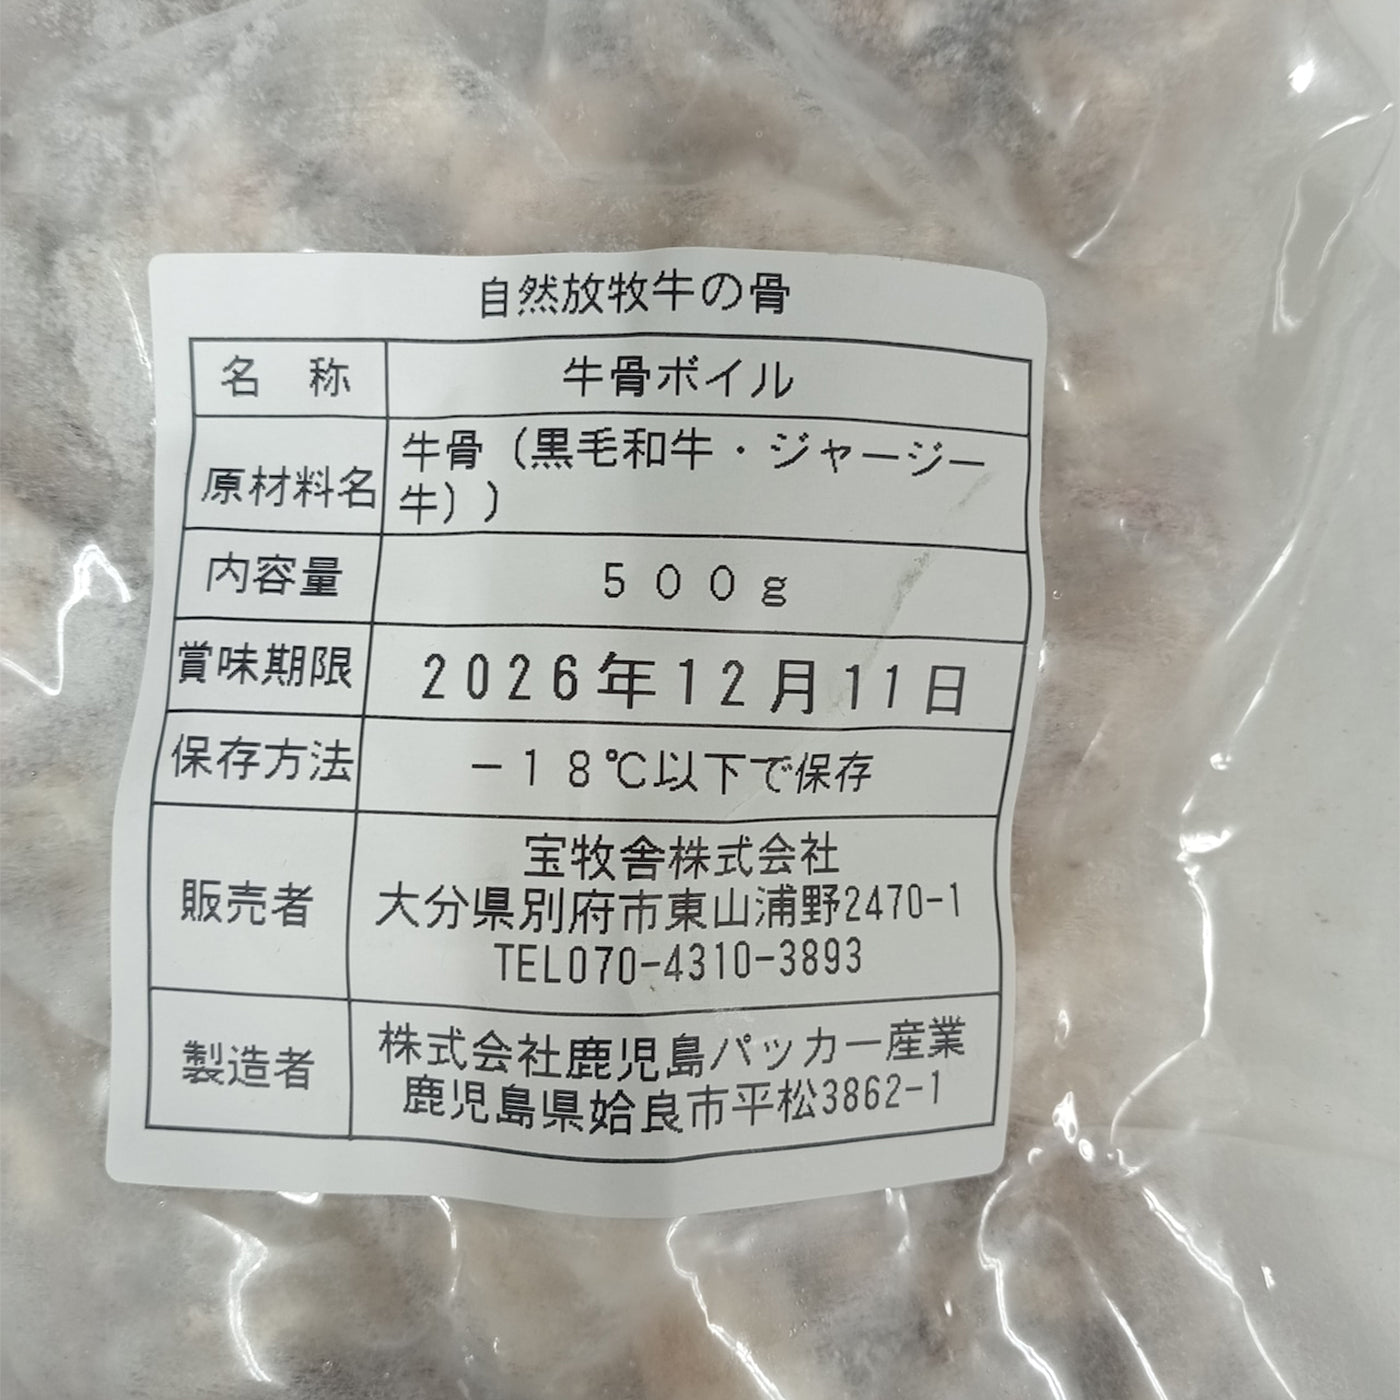 自然放牧牛の骨
名　称　牛骨ボイル
原材料名　牛骨（黒毛和牛・ジャージー
牛））
内容量　５００ｇ
賞味期限　2026年12月11日
保存方法　－１８℃以下で保存
販売者　宝牧舎株式会社
大分県別府市東山浦野2470-1
TEL070-4310-3893
製造者　株式会社鹿児島パッカー産業
鹿児島県姶良市平松3862-1